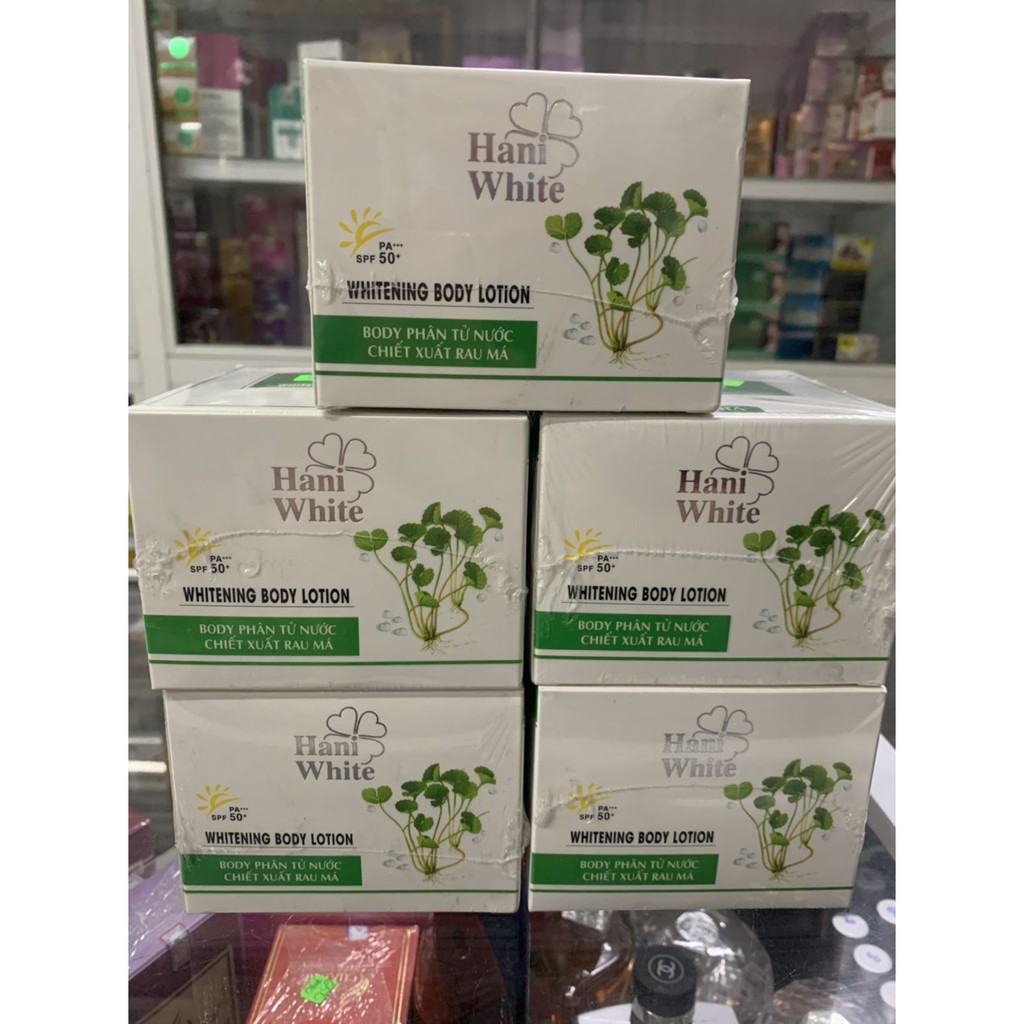 Hani
White
PA***
SPF 50+
WHITENING BODY LOTION
BODY PHÂN TỬ NƯỚC
CHIẾT XUẤT RAU MÁ
Hani
White
PA***
SPF 50+
WHITENING BODY LOTION
BODY PHÂN TỬ NƯỚC
CHIẾT XUẤT RAU MÁ
Hani
White
PA***
SPF 50+
WHITENING BODY LOTION
BODY PHÂN TỬ NƯỚC
CHIẾT XUẤT RAU MÁ
Hani
White
PA***
SPF 50+
WHITENING BODY LOTION
BODY PHÂN TỬ NƯỚC
CHIẾT XUẤT RAU MÁ
Hani
White
PA***
SPF 50+
WHITENING BODY LOTION
BODY PHÂN TỬ NƯỚC
CHIẾT XUẤT RAU MÁ